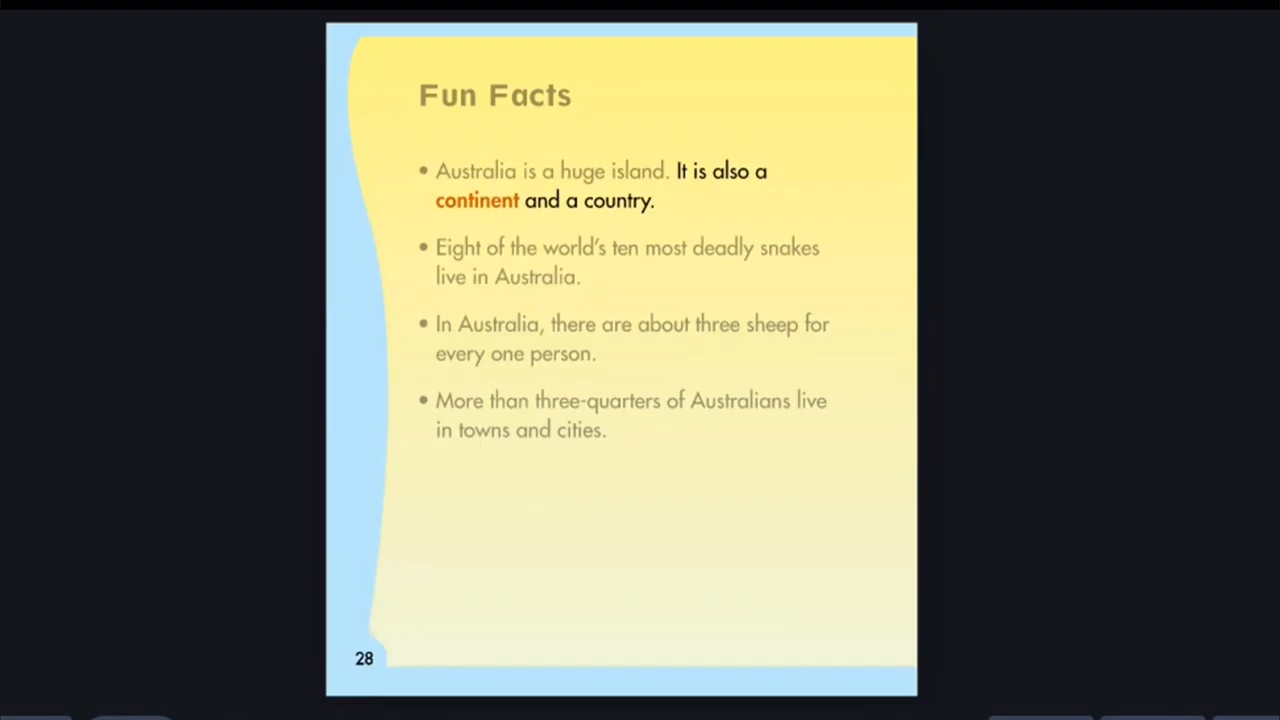 Fun Facts
• Australia is a huge island. It is also a
continent and a country.
• Eight of the world's ten most deadly snakes
live in Australia.
• In Australia, there are about three sheep for
every one person.
• More than three-quarters of Australians live
in towns and cities.
28